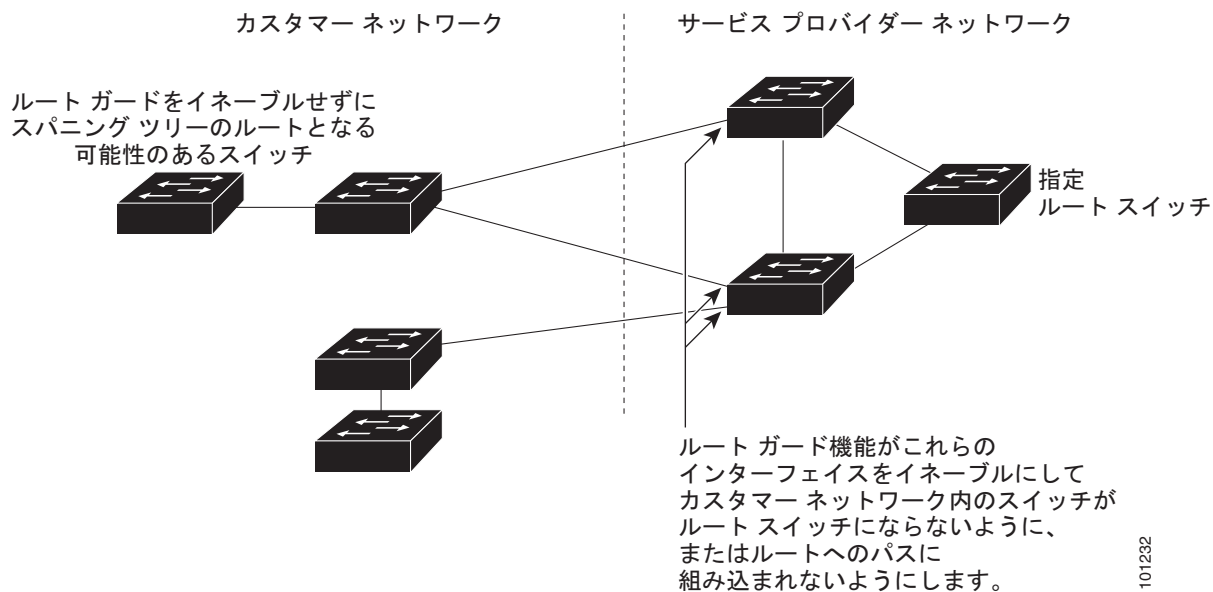 カスタマー ネットワーク
サービス プロバイダー ネットワーク
ルート ガードをイネーブルせずに
スパニング ツリーのルートとなる
可能性のあるスイッチ
指定
ルート スイッチ
ルート ガード機能がこれらの
インターフェイスをイネーブルにして
カスタマー ネットワーク内のスイッチが
ルート スイッチにならないように、
またはルートへのパスに
組み込まれないようにします。
101232